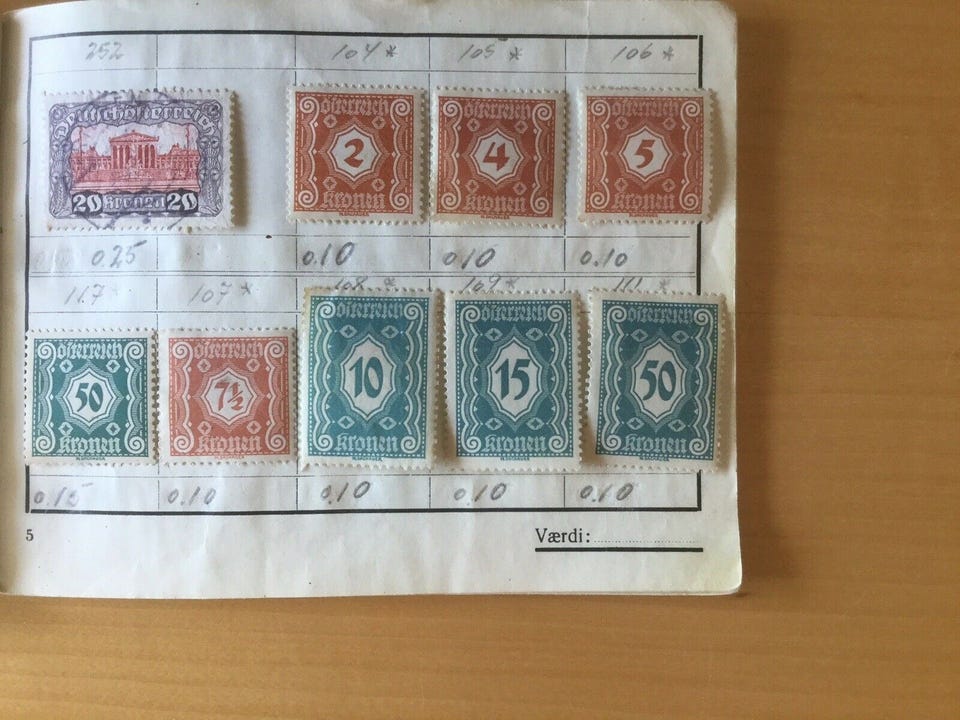 252 104 * 105 * 106 *
Deutschösterreich
20 Kronen 20
österreich
2
kronen
österreich
4
kronen
österreich
5
kronen
0.25 0.10 0.10 0.10
117 107 * 108 * 109 * 111 *
österreich
50
kronen
österreich
7½
kronen
österreich
10
kronen
österreich
15
kronen
österreich
50
kronen
0.15 0.10 0.10 0.10 0.10
5 Værdi: